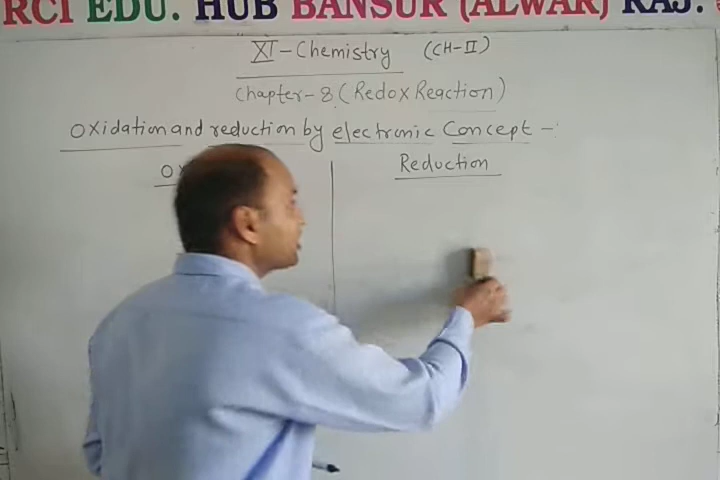 RCI EDU. HUB BANSUR (ALWAR) RAJ.
XI-Chemistry (CH-II)
Chapter-8 (Redox Reaction)
Oxidation and reduction by electronic Concept -:
Reduction